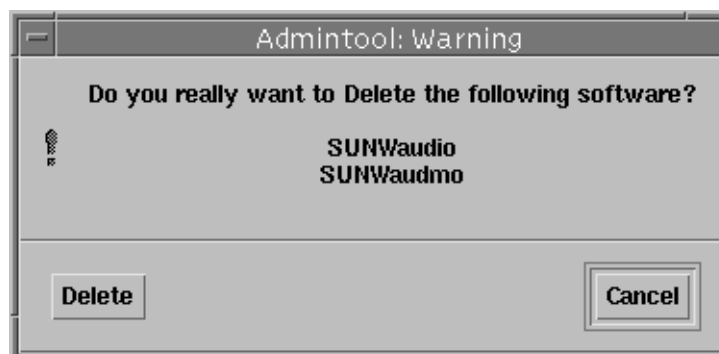 Admintool: Warning
Do you really want to Delete the following software?
SUNWaudio
SUNWaudmo
Delete
Cancel